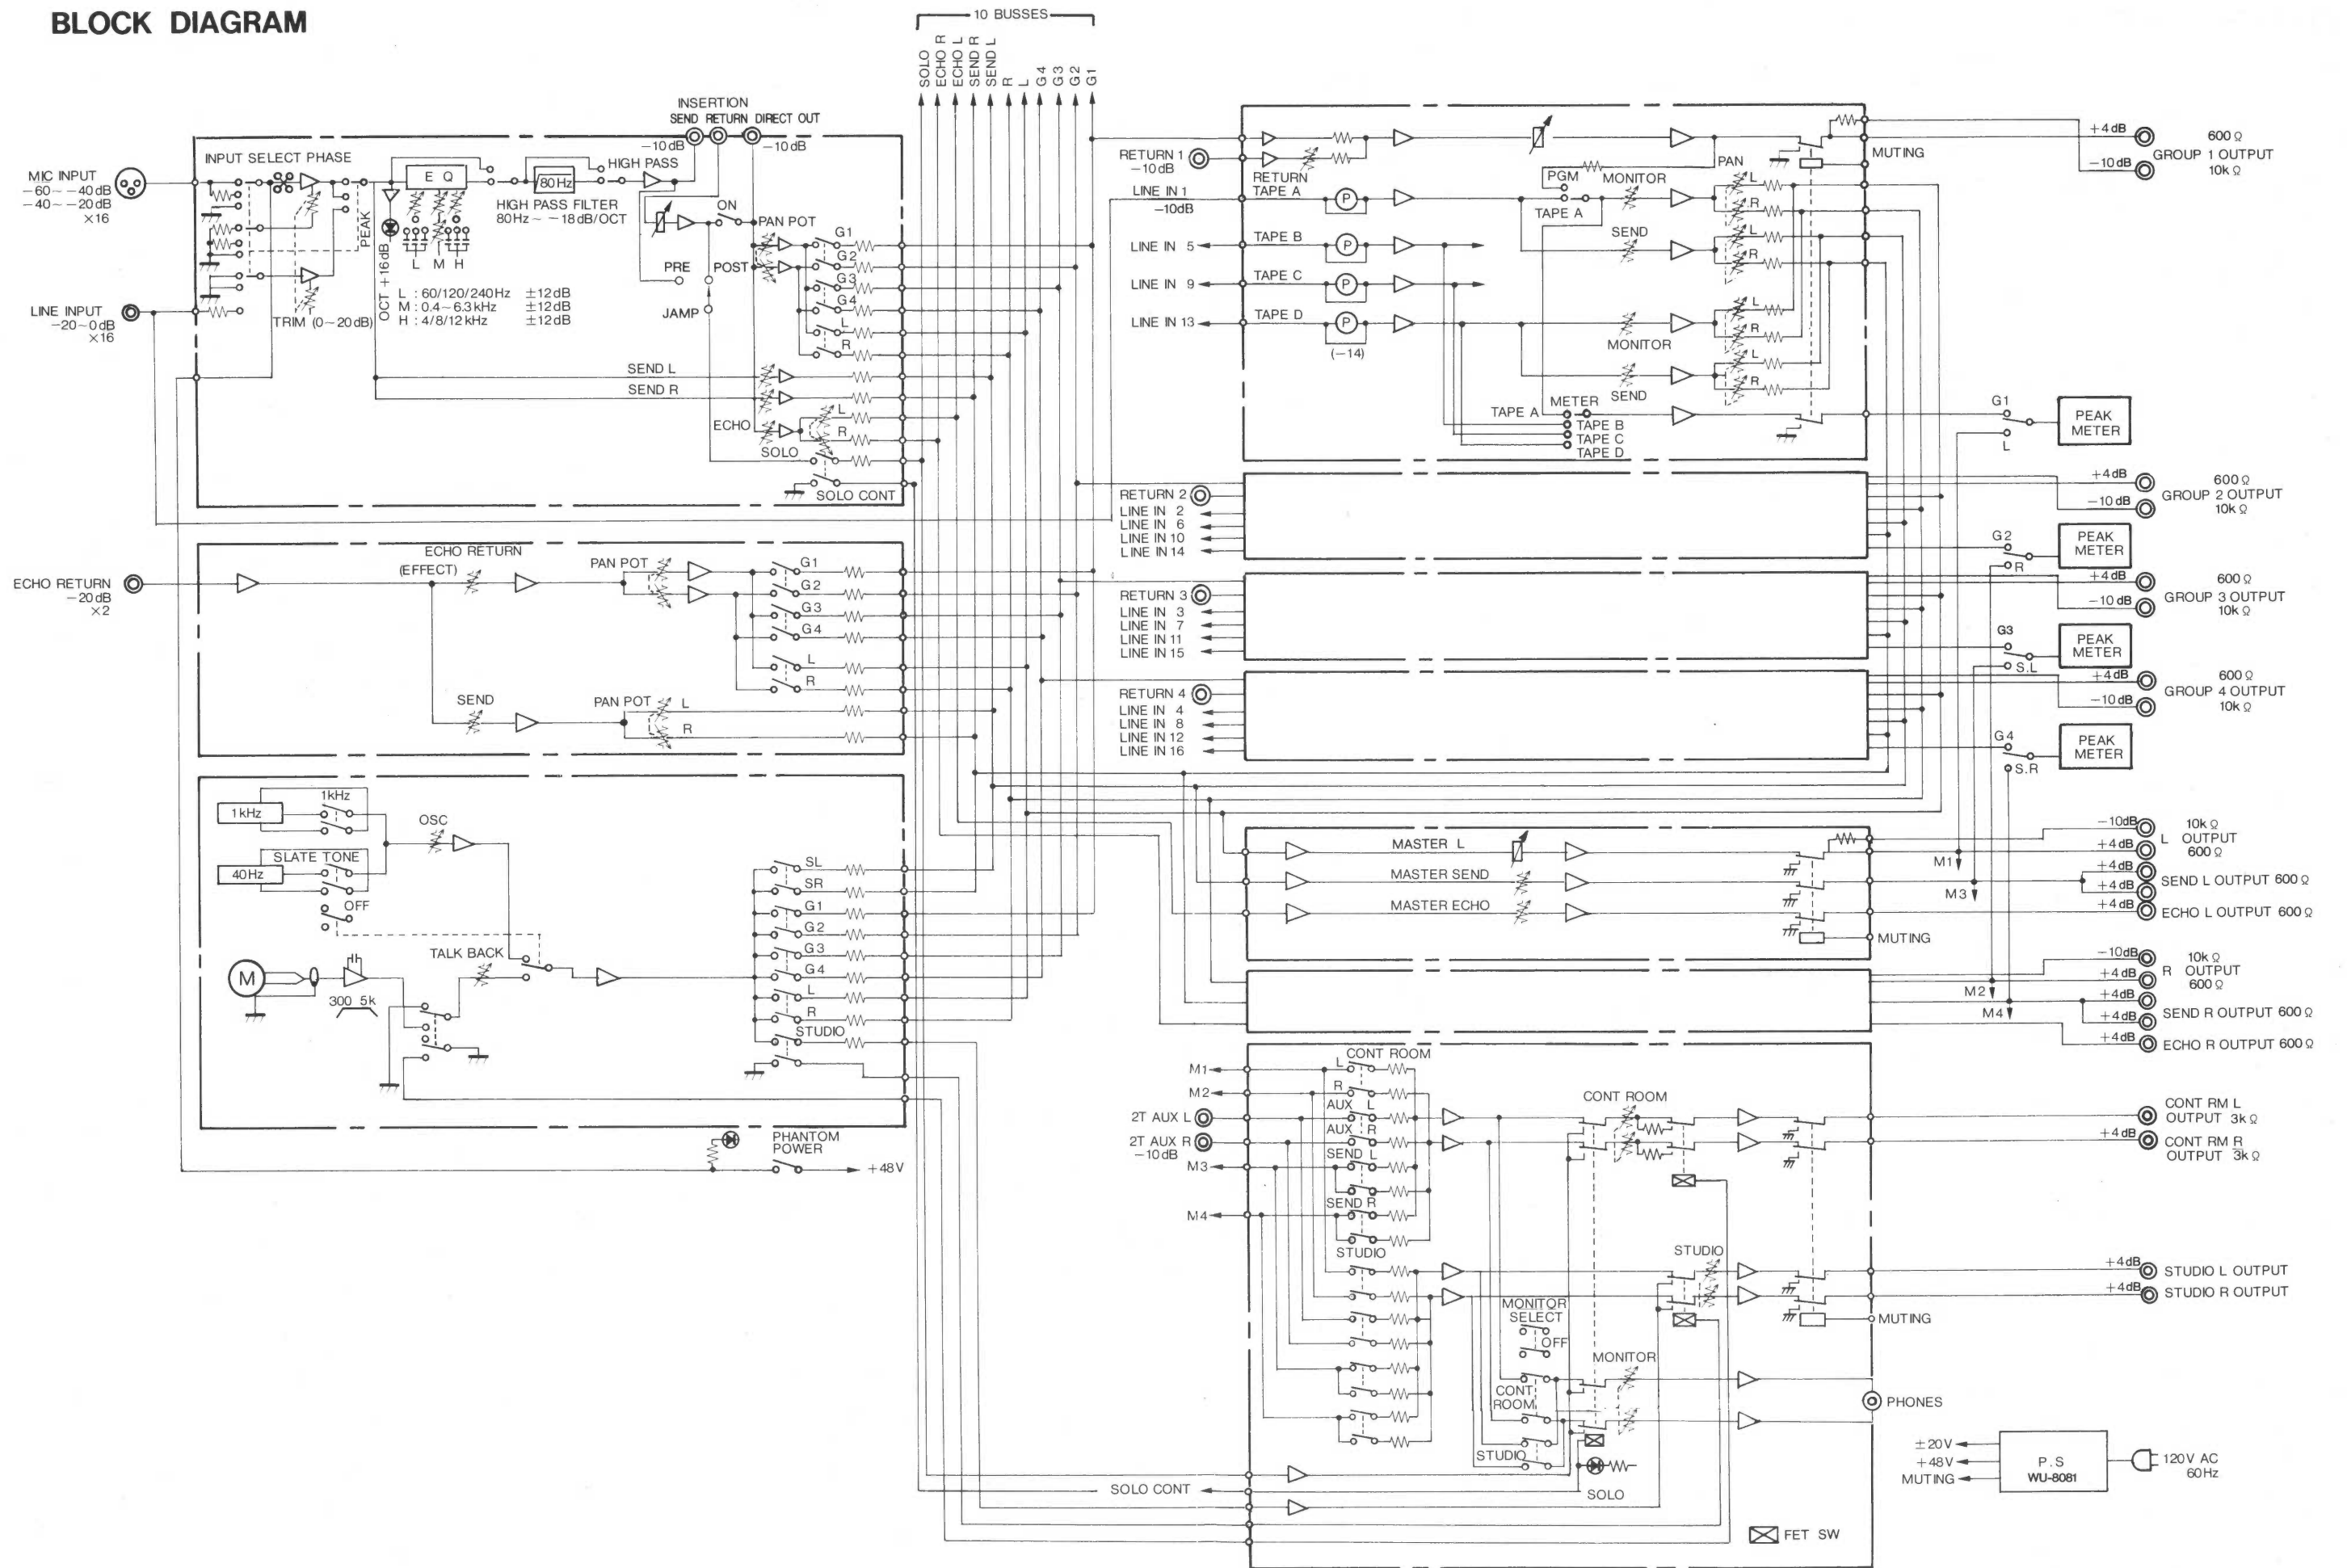 BLOCK DIAGRAM
10 BUSSES
SOLO
ECHO R
ECHO L
SEND R
SEND L
R
L
G4
G3
G2
G1
INSERTION
SEND RETURN DIRECT OUT
−10dB
−10dB
INPUT SELECT PHASE
MIC INPUT
−60∼−40dB
−40∼−20dB
×16
LINE INPUT
−20∼0dB
×16
TRIM (0∼20dB)
PEAK
OCT +16dB
E Q
L M H
80Hz
HIGH PASS
HIGH PASS FILTER
80Hz∼ −18dB/OCT
L : 60/120/240Hz ±12dB
M : 0.4∼6.3kHz ±12dB
H : 4/8/12kHz ±12dB
ON
PAN POT
PRE
POST
JAMP
G1
G2
G3
G4
L
R
SEND L
SEND R
ECHO
L
R
SOLO
SOLO CONT
ECHO RETURN
−20dB
×2
ECHO RETURN
(EFFECT)
PAN POT
G1
G2
G3
G4
L
R
SEND
PAN POT
L
R
1kHz
1kHz
OSC
SLATE TONE
40Hz
OFF
TALK BACK
M
300 5k
SL
SR
G1
G2
G3
G4
L
R
STUDIO
PHANTOM
POWER
+48V
RETURN 1
−10dB
LINE IN 1
−10dB
RETURN
TAPE A
P
LINE IN 5
TAPE B
P
LINE IN 9
TAPE C
P
LINE IN 13
TAPE D
P
(−14)
PGM
TAPE A
MONITOR
SEND
PAN
L
R
L
R
MONITOR
SEND
L
R
L
R
METER
TAPE A
TAPE B
TAPE C
TAPE D
MUTING
+4dB
−10dB
600Ω
GROUP 1 OUTPUT
10kΩ
G1
L
PEAK
METER
RETURN 2
LINE IN 2
LINE IN 6
LINE IN 10
LINE IN 14
+4dB
−10dB
600Ω
GROUP 2 OUTPUT
10kΩ
G2
R
PEAK
METER
RETURN 3
LINE IN 3
LINE IN 7
LINE IN 11
LINE IN 15
+4dB
−10dB
600Ω
GROUP 3 OUTPUT
10kΩ
G3
S.L
PEAK
METER
RETURN 4
LINE IN 4
LINE IN 8
LINE IN 12
LINE IN 16
+4dB
−10dB
600Ω
GROUP 4 OUTPUT
10kΩ
G4
S.R
PEAK
METER
MASTER L
MASTER SEND
MASTER ECHO
MUTING
M1
M3
−10dB
+4dB
10kΩ
L OUTPUT
600Ω
+4dB
+4dB
SEND L OUTPUT 600Ω
+4dB
ECHO L OUTPUT 600Ω
M2
M4
−10dB
+4dB
10kΩ
R OUTPUT
600Ω
+4dB
+4dB
SEND R OUTPUT 600Ω
+4dB
ECHO R OUTPUT 600Ω
M1
M2
2T AUX L
2T AUX R
−10dB
M3
M4
CONT ROOM
L
R
AUX L
AUX R
SEND L
SEND R
STUDIO
CONT ROOM
+4dB
CONT RM L
OUTPUT 3kΩ
+4dB
CONT RM R
OUTPUT 3kΩ
STUDIO
+4dB
STUDIO L OUTPUT
+4dB
STUDIO R OUTPUT
MUTING
MONITOR
SELECT
OFF
MONITOR
CONT
ROOM
STUDIO
PHONES
SOLO CONT
SOLO
FET SW
±20V
+48V
MUTING
P.S
WU-8081
120V AC
60Hz